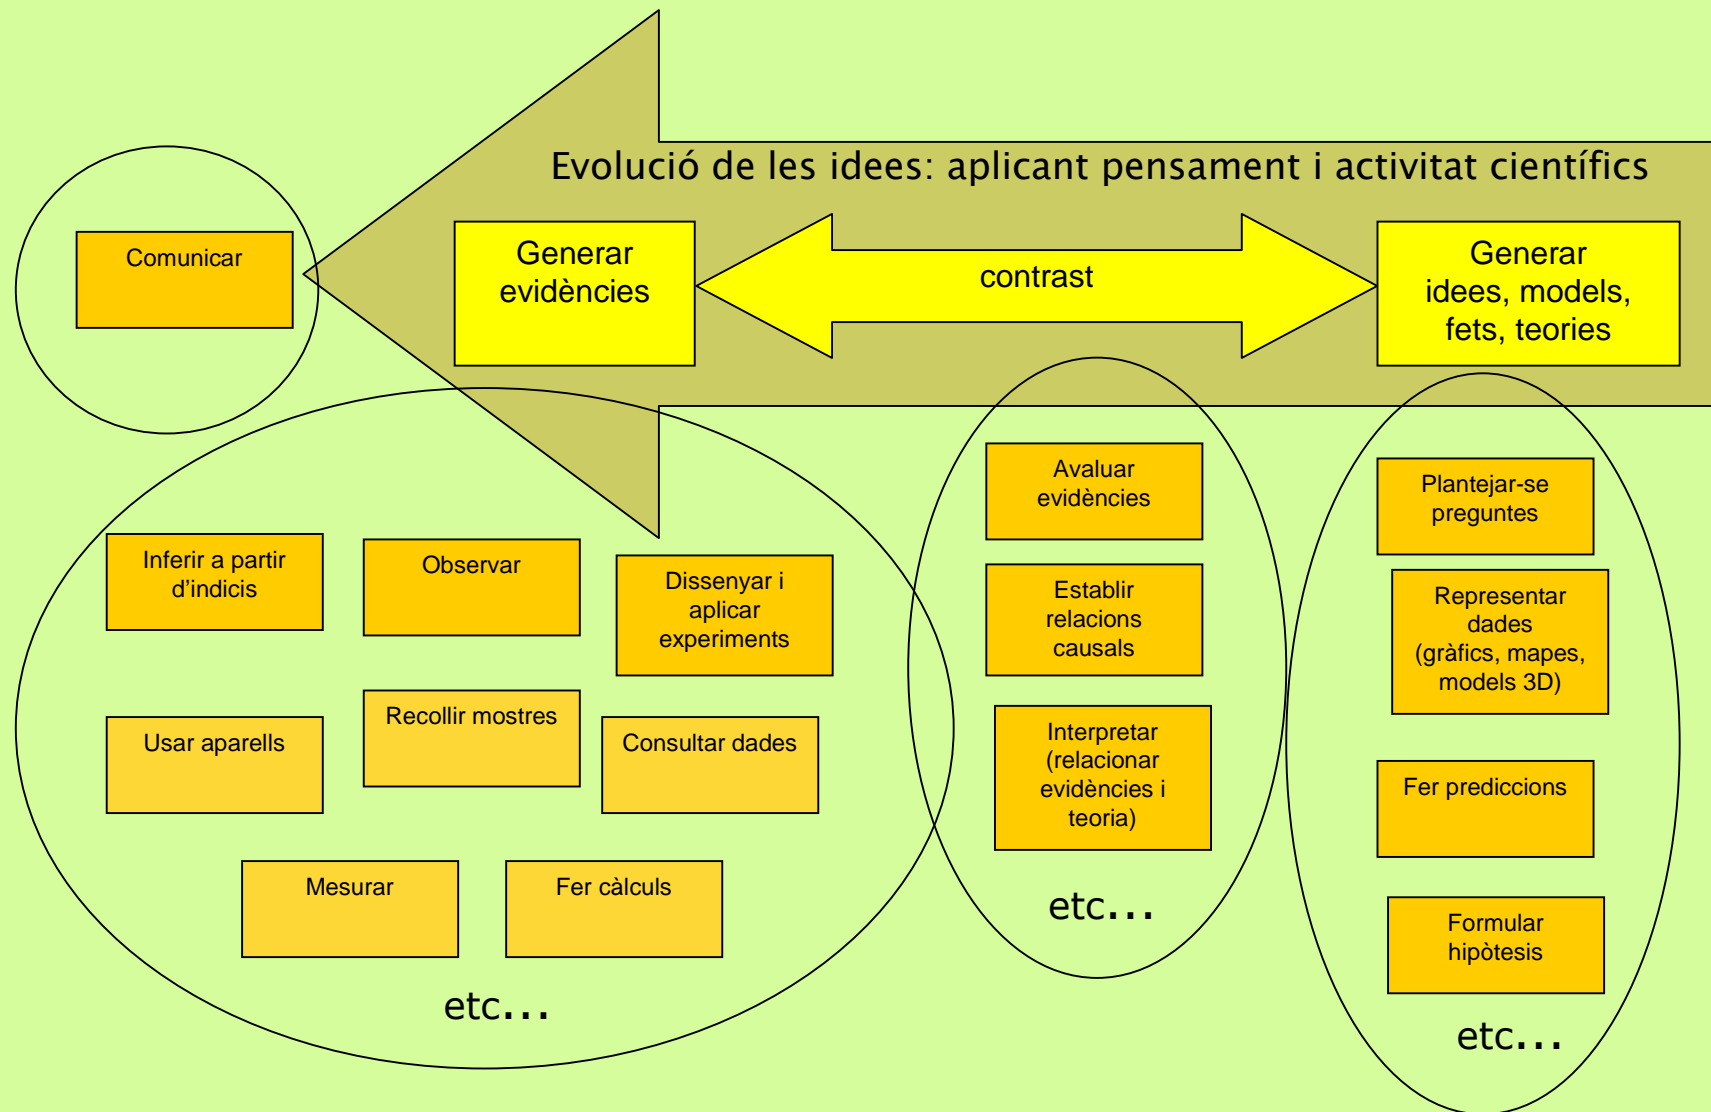 Evolució de les idees: aplicant pensament i activitat científics
Comunicar
Generar
evidències
contrast
Generar
idees, models,
fets, teories
Inferir a partir
d'indicis
Observar
Dissenyar i
aplicar
experiments
Usar aparells
Recollir mostres
Consultar dades
Mesurar
Fer càlculs
etc...
Avaluar
evidències
Establir
relacions
causals
Interpretar
(relacionar
evidències i
teoria)
etc...
Plantejar-se
preguntes
Representar
dades
(gràfics, mapes,
models 3D)
Fer prediccions
Formular
hipòtesis
etc...